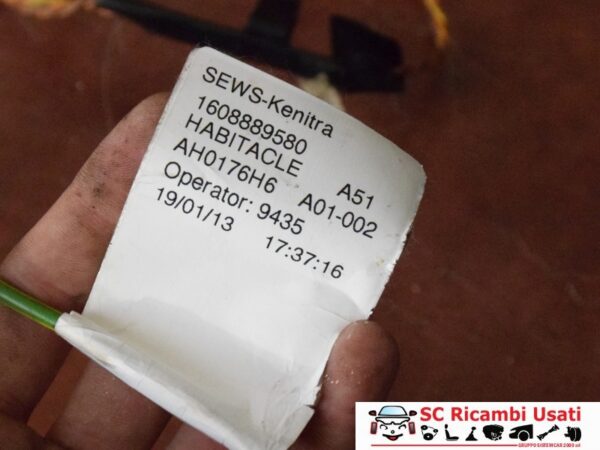 SEWS-Kenitra
1608889580
HABITACLE A51
AH0176H6 A01-002
Operator: 9435
19/01/13 17:37:16
SC Ricambi Usati